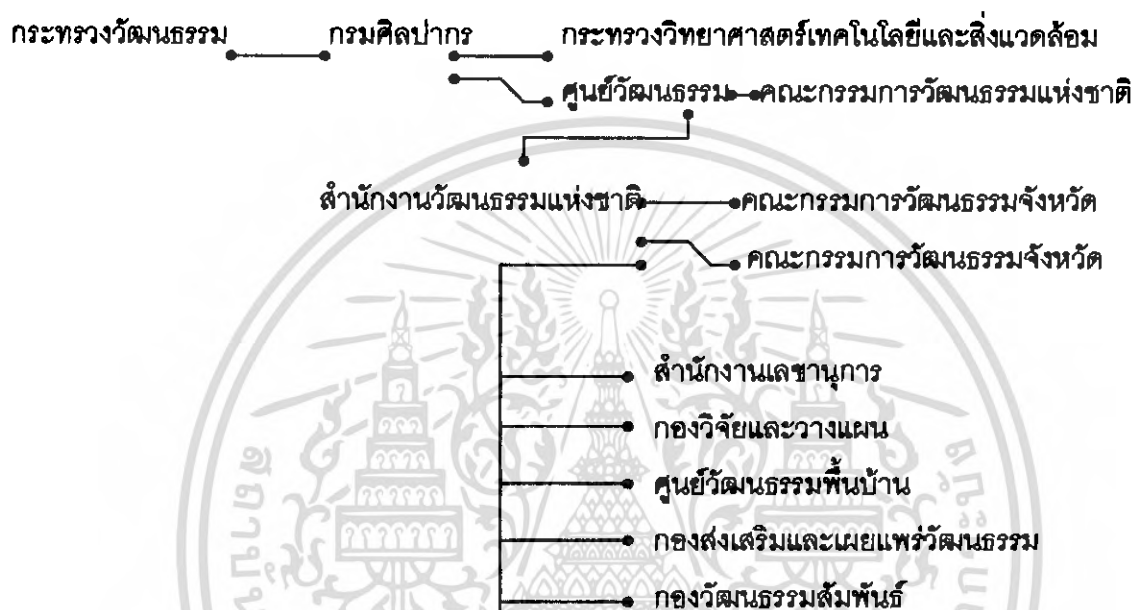 กระทรวงวัฒนธรรม กรมศิลปากร กระทรวงวิทยาศาสตร์เทคโนโลยีและสิ่งแวดล้อม
ศูนย์วัฒนธรรม คณะกรรมการวัฒนธรรมแห่งชาติ
สำนักงานวัฒนธรรมแห่งชาติ คณะกรรมการวัฒนธรรมจังหวัด
คณะกรรมการวัฒนธรรมจังหวัด
สำนักงานเลขานุการ
กองวิจัยและวางแผน
ศูนย์วัฒนธรรมพื้นบ้าน
กองส่งเสริมและเผยแพร่วัฒนธรรม
กองวัฒนธรรมสัมพันธ์